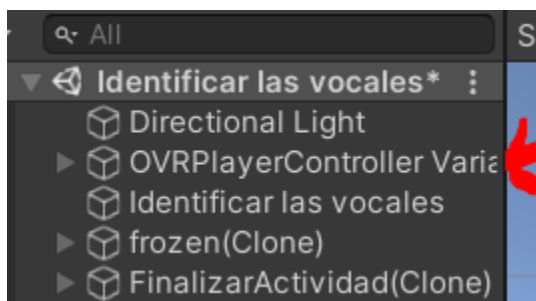 All
S
Identificar las vocales*
Directional Light
OVRPlayerController Varia
Identificar las vocales
frozen(Clone)
FinalizarActividad(Clone)